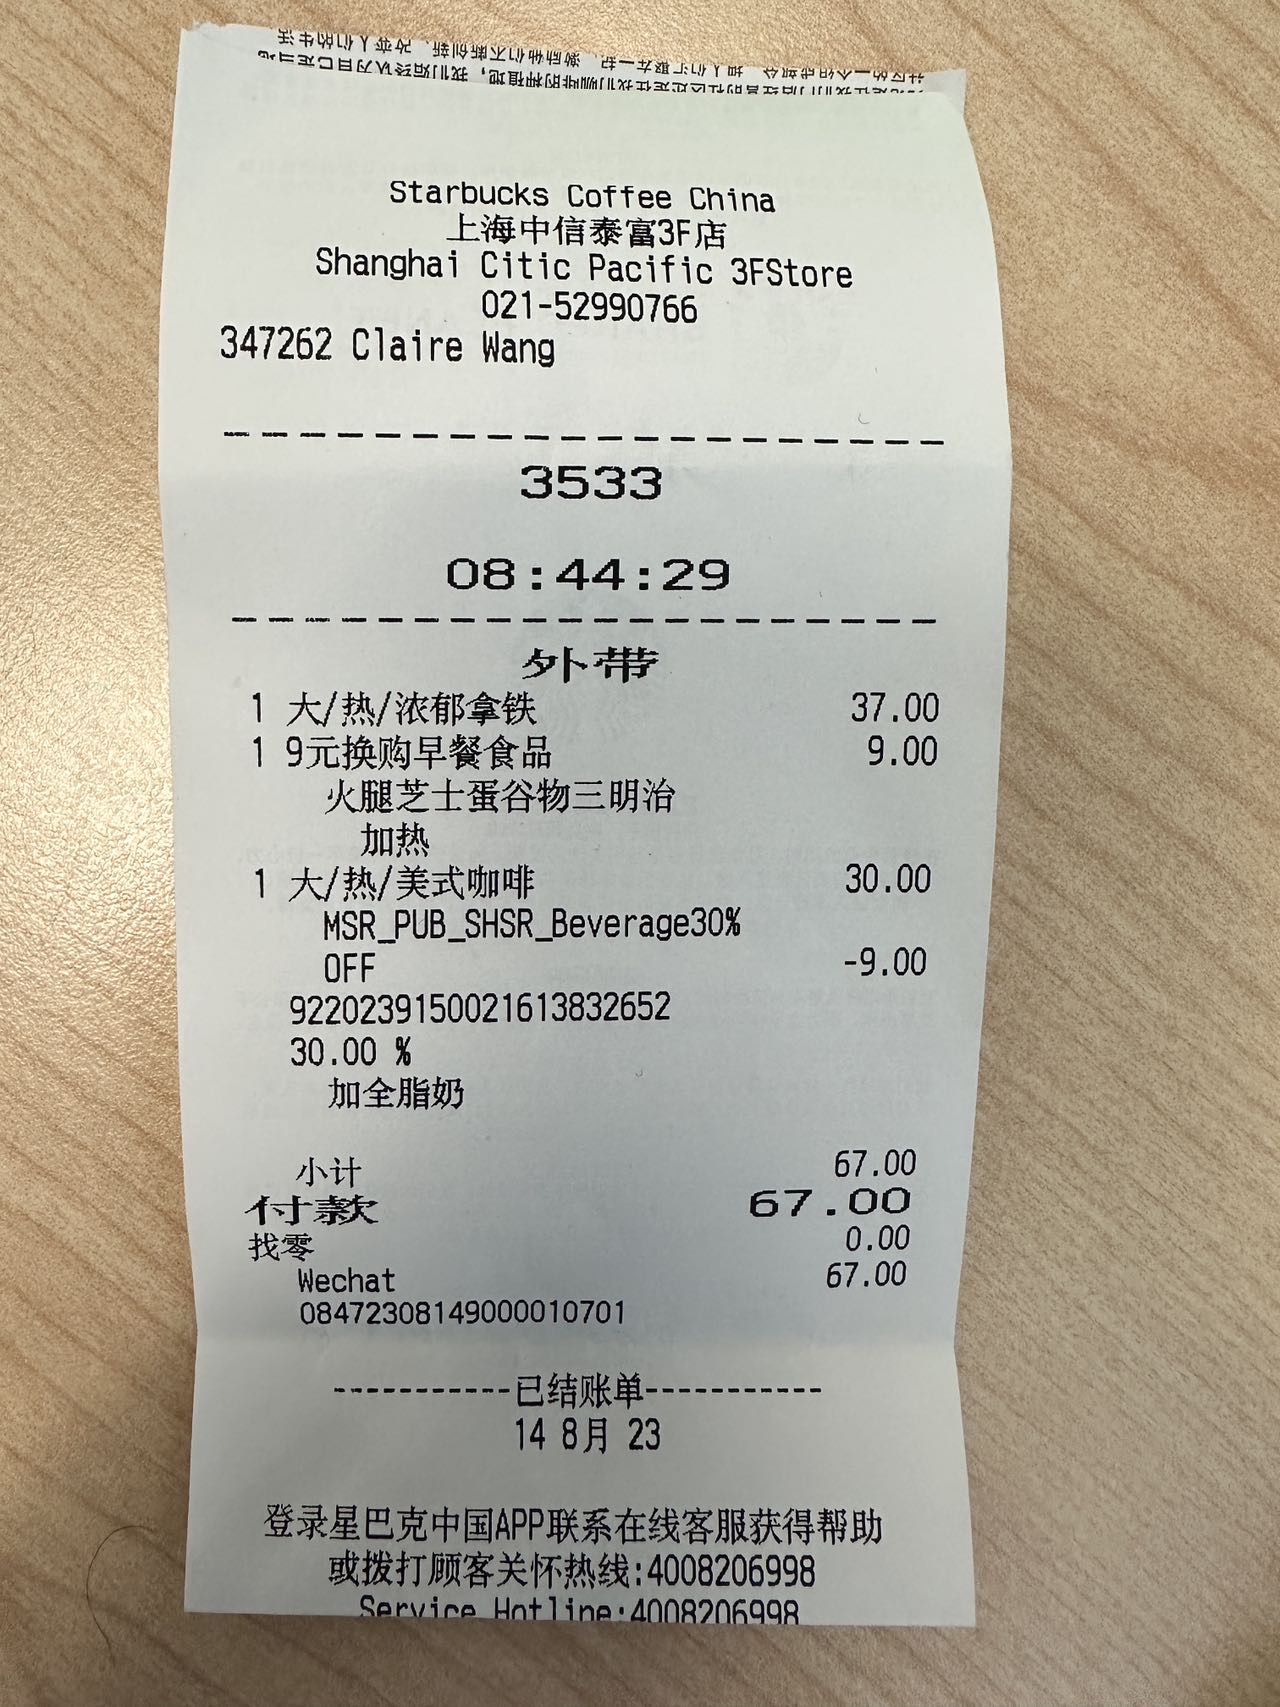 Starbucks Coffee China
上海中信泰富3F店
Shanghai Citic Pacific 3FStore
021-52990766
347262 Claire Wang
3533
08:44:29
外带
1 大/热/浓郁拿铁 37.00
1 9元换购早餐食品 9.00
火腿芝士蛋谷物三明治
加热
1 大/热/美式咖啡 30.00
MSR_PUB_SHSR_Beverage30%
OFF -9.00
9220239150021613832652
30.00 %
加全脂奶
小计 67.00
付款 67.00
找零 0.00
Wechat 67.00
08472308149000010701
-----------已结账单-----------
14 8月 23
登录星巴克中国APP联系在线客服获得帮助
或拨打顾客关怀热线:4008206998
Service Hotline:4008206998